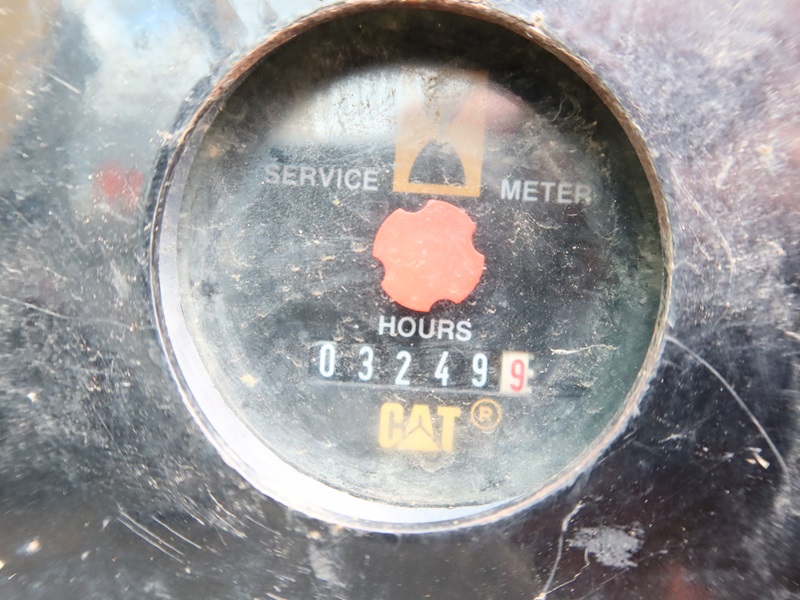 SERVICE METER
HOURS
032499
CAT ®